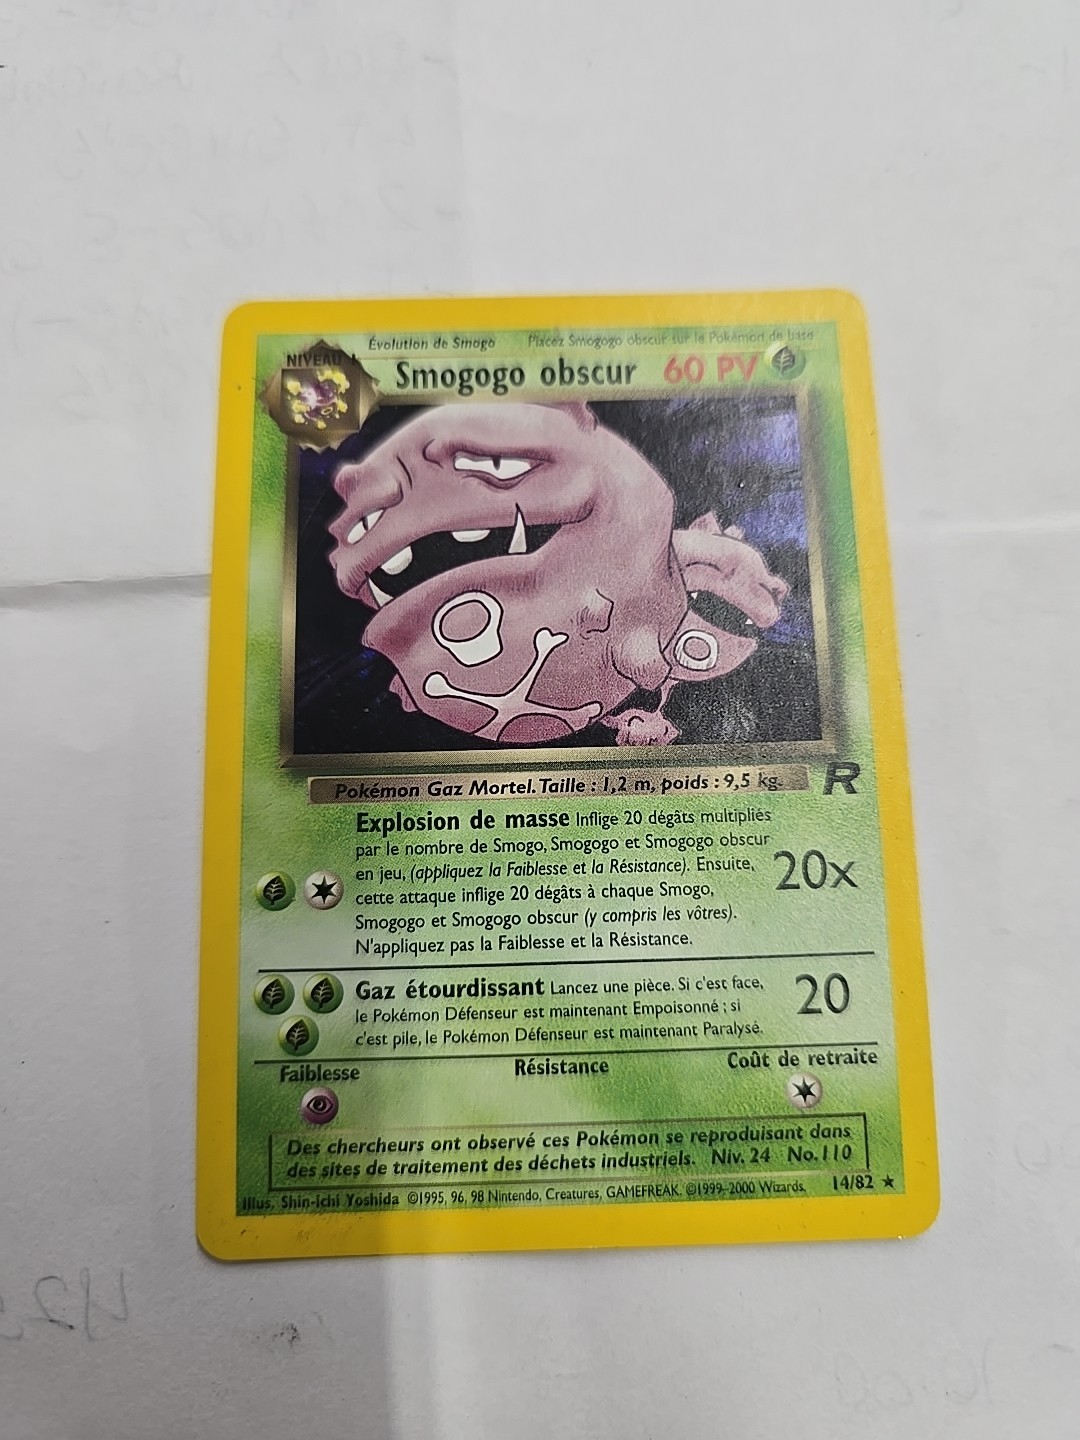 Évolution de Smogo Placez Smogogo obscur sur le Pokémon de base
NIVEAU 1
Smogogo obscur 60 PV
Pokémon Gaz Mortel. Taille : 1,2 m, poids : 9,5 kg.
R
Explosion de masse Inflige 20 dégâts multipliés
par le nombre de Smogo, Smogogo et Smogogo obscur
en jeu, (appliquez la Faiblesse et la Résistance). Ensuite,
cette attaque inflige 20 dégâts à chaque Smogo,
Smogogo et Smogogo obscur (y compris les vôtres).
N'appliquez pas la Faiblesse et la Résistance.
20x
Gaz étourdissant Lancez une pièce. Si c'est face,
le Pokémon Défenseur est maintenant Empoisonné ; si
c'est pile, le Pokémon Défenseur est maintenant Paralysé.
20
Faiblesse Résistance Coût de retraite
Des chercheurs ont observé ces Pokémon se reproduisant dans
des sites de traitement des déchets industriels. Niv. 24 No. 110
Illus. Shin-ichi Yoshida ©1995, 96, 98 Nintendo, Creatures, GAMEFREAK. ©1999-2000 Wizards. 14/82 ★